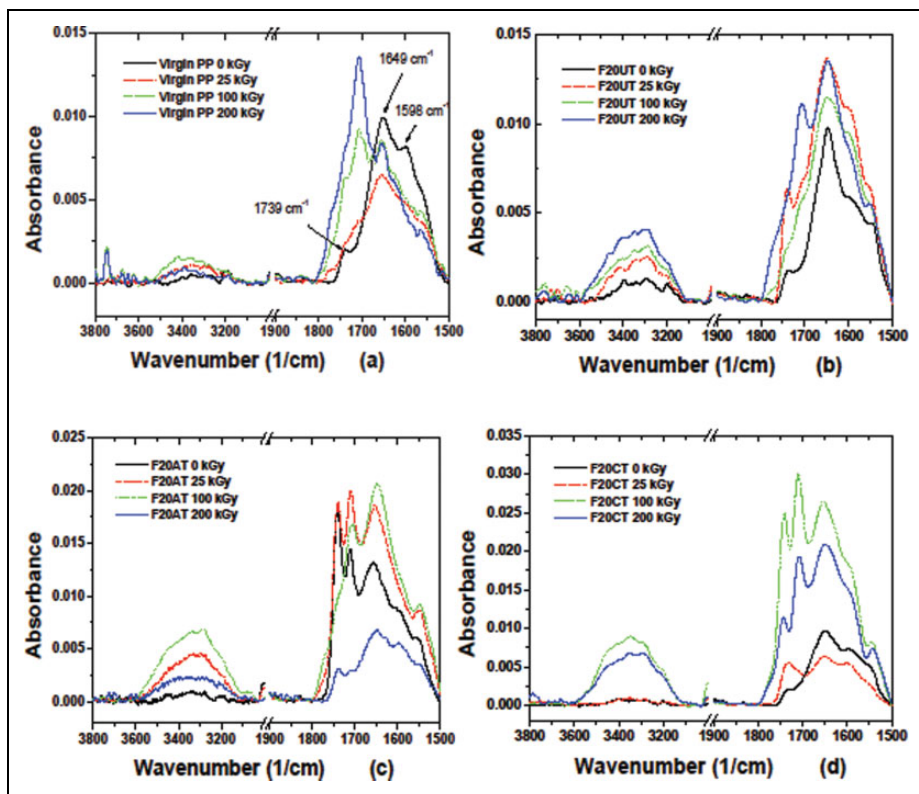 0.015
0.010
0.005
0.000
Absorbance
Virgin PP 0 kGy
Virgin PP 25 kGy
Virgin PP 100 kGy
Virgin PP 200 kGy
1649 cm-1
1598 cm-1
1739 cm-1
3800 3600 3400 3200 1900 1800 1700 1600 1500
Wavenumber (1/cm) (a)
0.015
0.010
0.005
0.000
Absorbance
F20UT 0 kGy
F20UT 25 kGy
F20UT 100 kGy
F20UT 200 kGy
3800 3600 3400 3200 1900 1800 1700 1600 1500
Wavenumber (1/cm) (b)
0.025
0.020
0.015
0.010
0.005
0.000
Absorbance
F20AT 0 kGy
F20AT 25 kGy
F20AT 100 kGy
F20AT 200 kGy
3800 3600 3400 3200 1900 1800 1700 1600 1500
Wavenumber (1/cm) (c)
0.035
0.030
0.025
0.020
0.015
0.010
0.005
0.000
Absorbance
F20CT 0 kGy
F20CT 25 kGy
F20CT 100 kGy
F20CT 200 kGy
3800 3600 3400 3200 1900 1800 1700 1600 1500
Wavenumber (1/cm) (d)